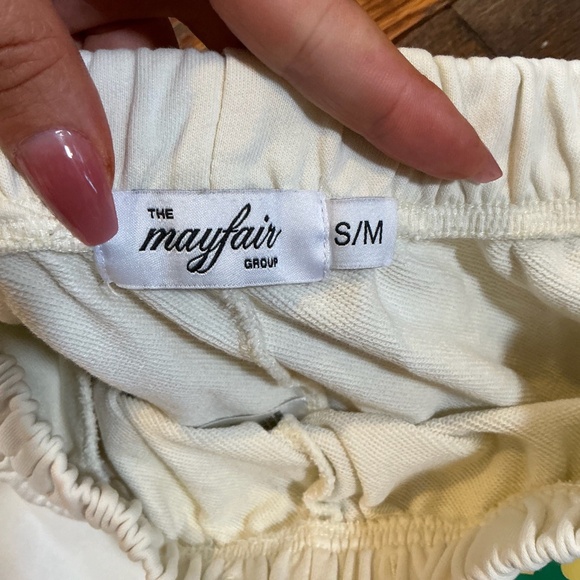 THE
mayfair
GROUP
S/M